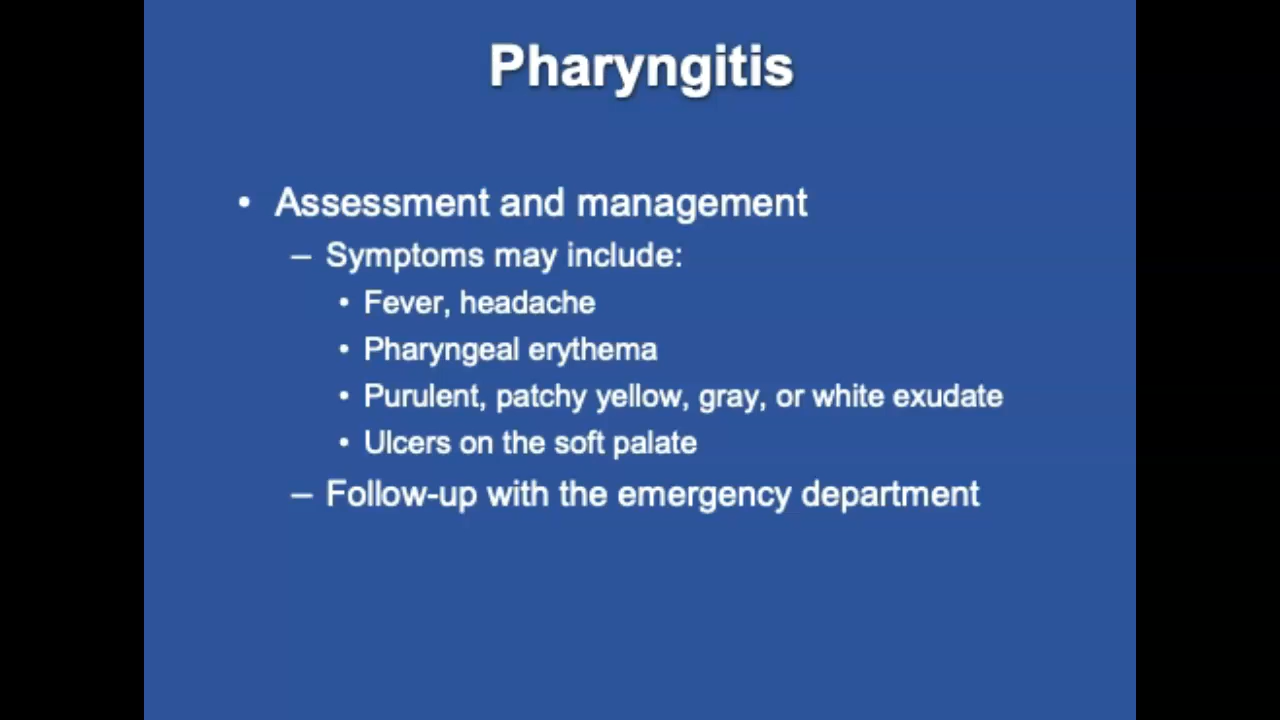 Pharyngitis
• Assessment and management
– Symptoms may include:
• Fever, headache
• Pharyngeal erythema
• Purulent, patchy yellow, gray, or white exudate
• Ulcers on the soft palate
– Follow-up with the emergency department